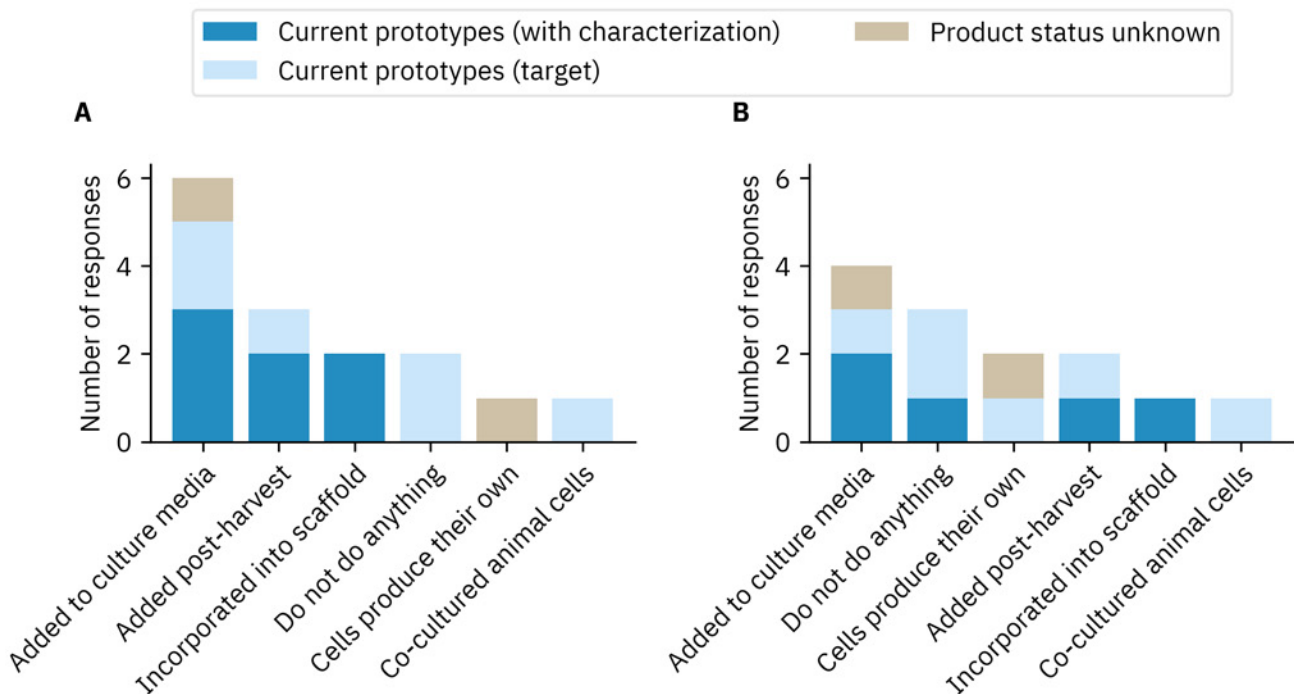 Current prototypes (with characterization)
Product status unknown
Current prototypes (target)
A
B
Number of responses
6
4
2
0
Added to culture media
Added post-harvest
Incorporated into scaffold
Do not do anything
Cells produce their own
Co-cultured animal cells
Number of responses
6
4
2
0
Added to culture media
Do not do anything
Cells produce their own
Added post-harvest
Incorporated into scaffold
Co-cultured animal cells